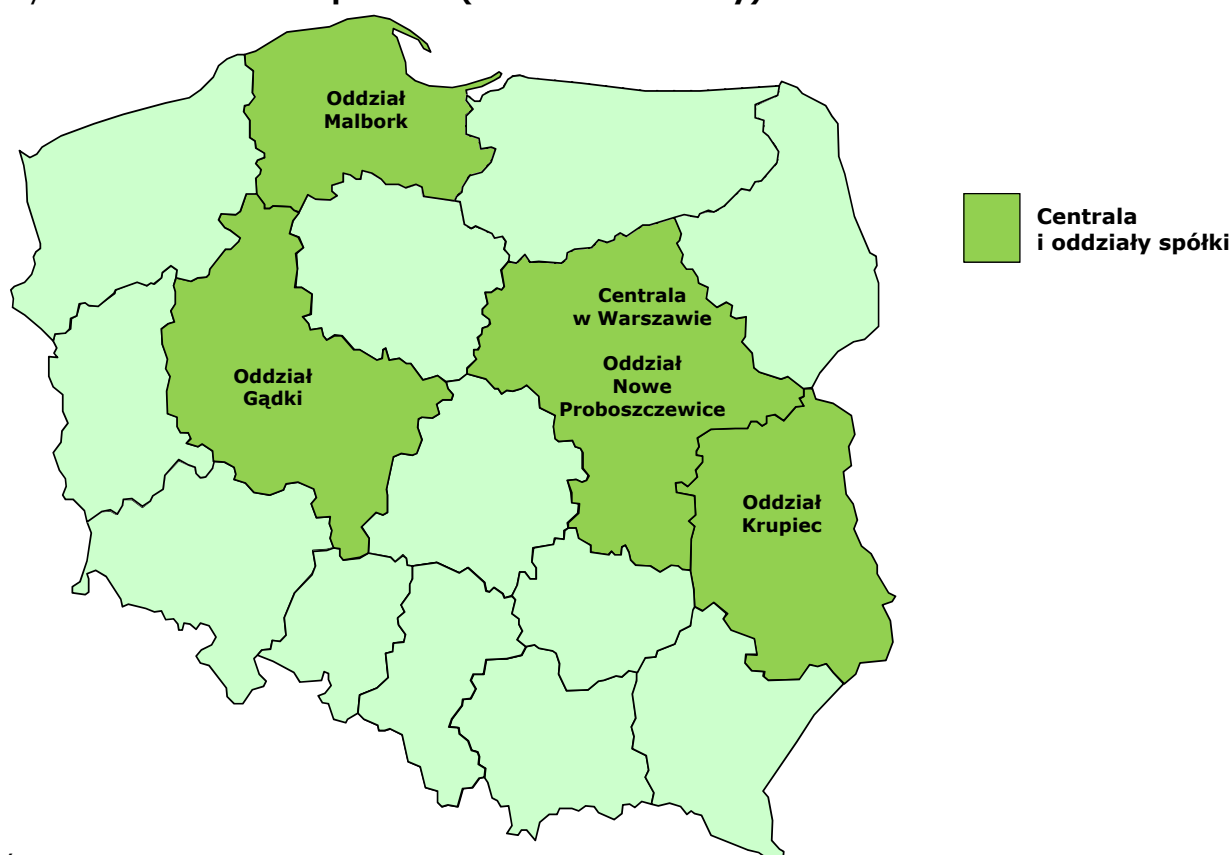 Oddział
Malbork
Centrala
i oddziały spółki
Centrala
w Warszawie
Oddział
Nowe
Proboszczewice
Oddział
Gądki
Oddział
Krupiec